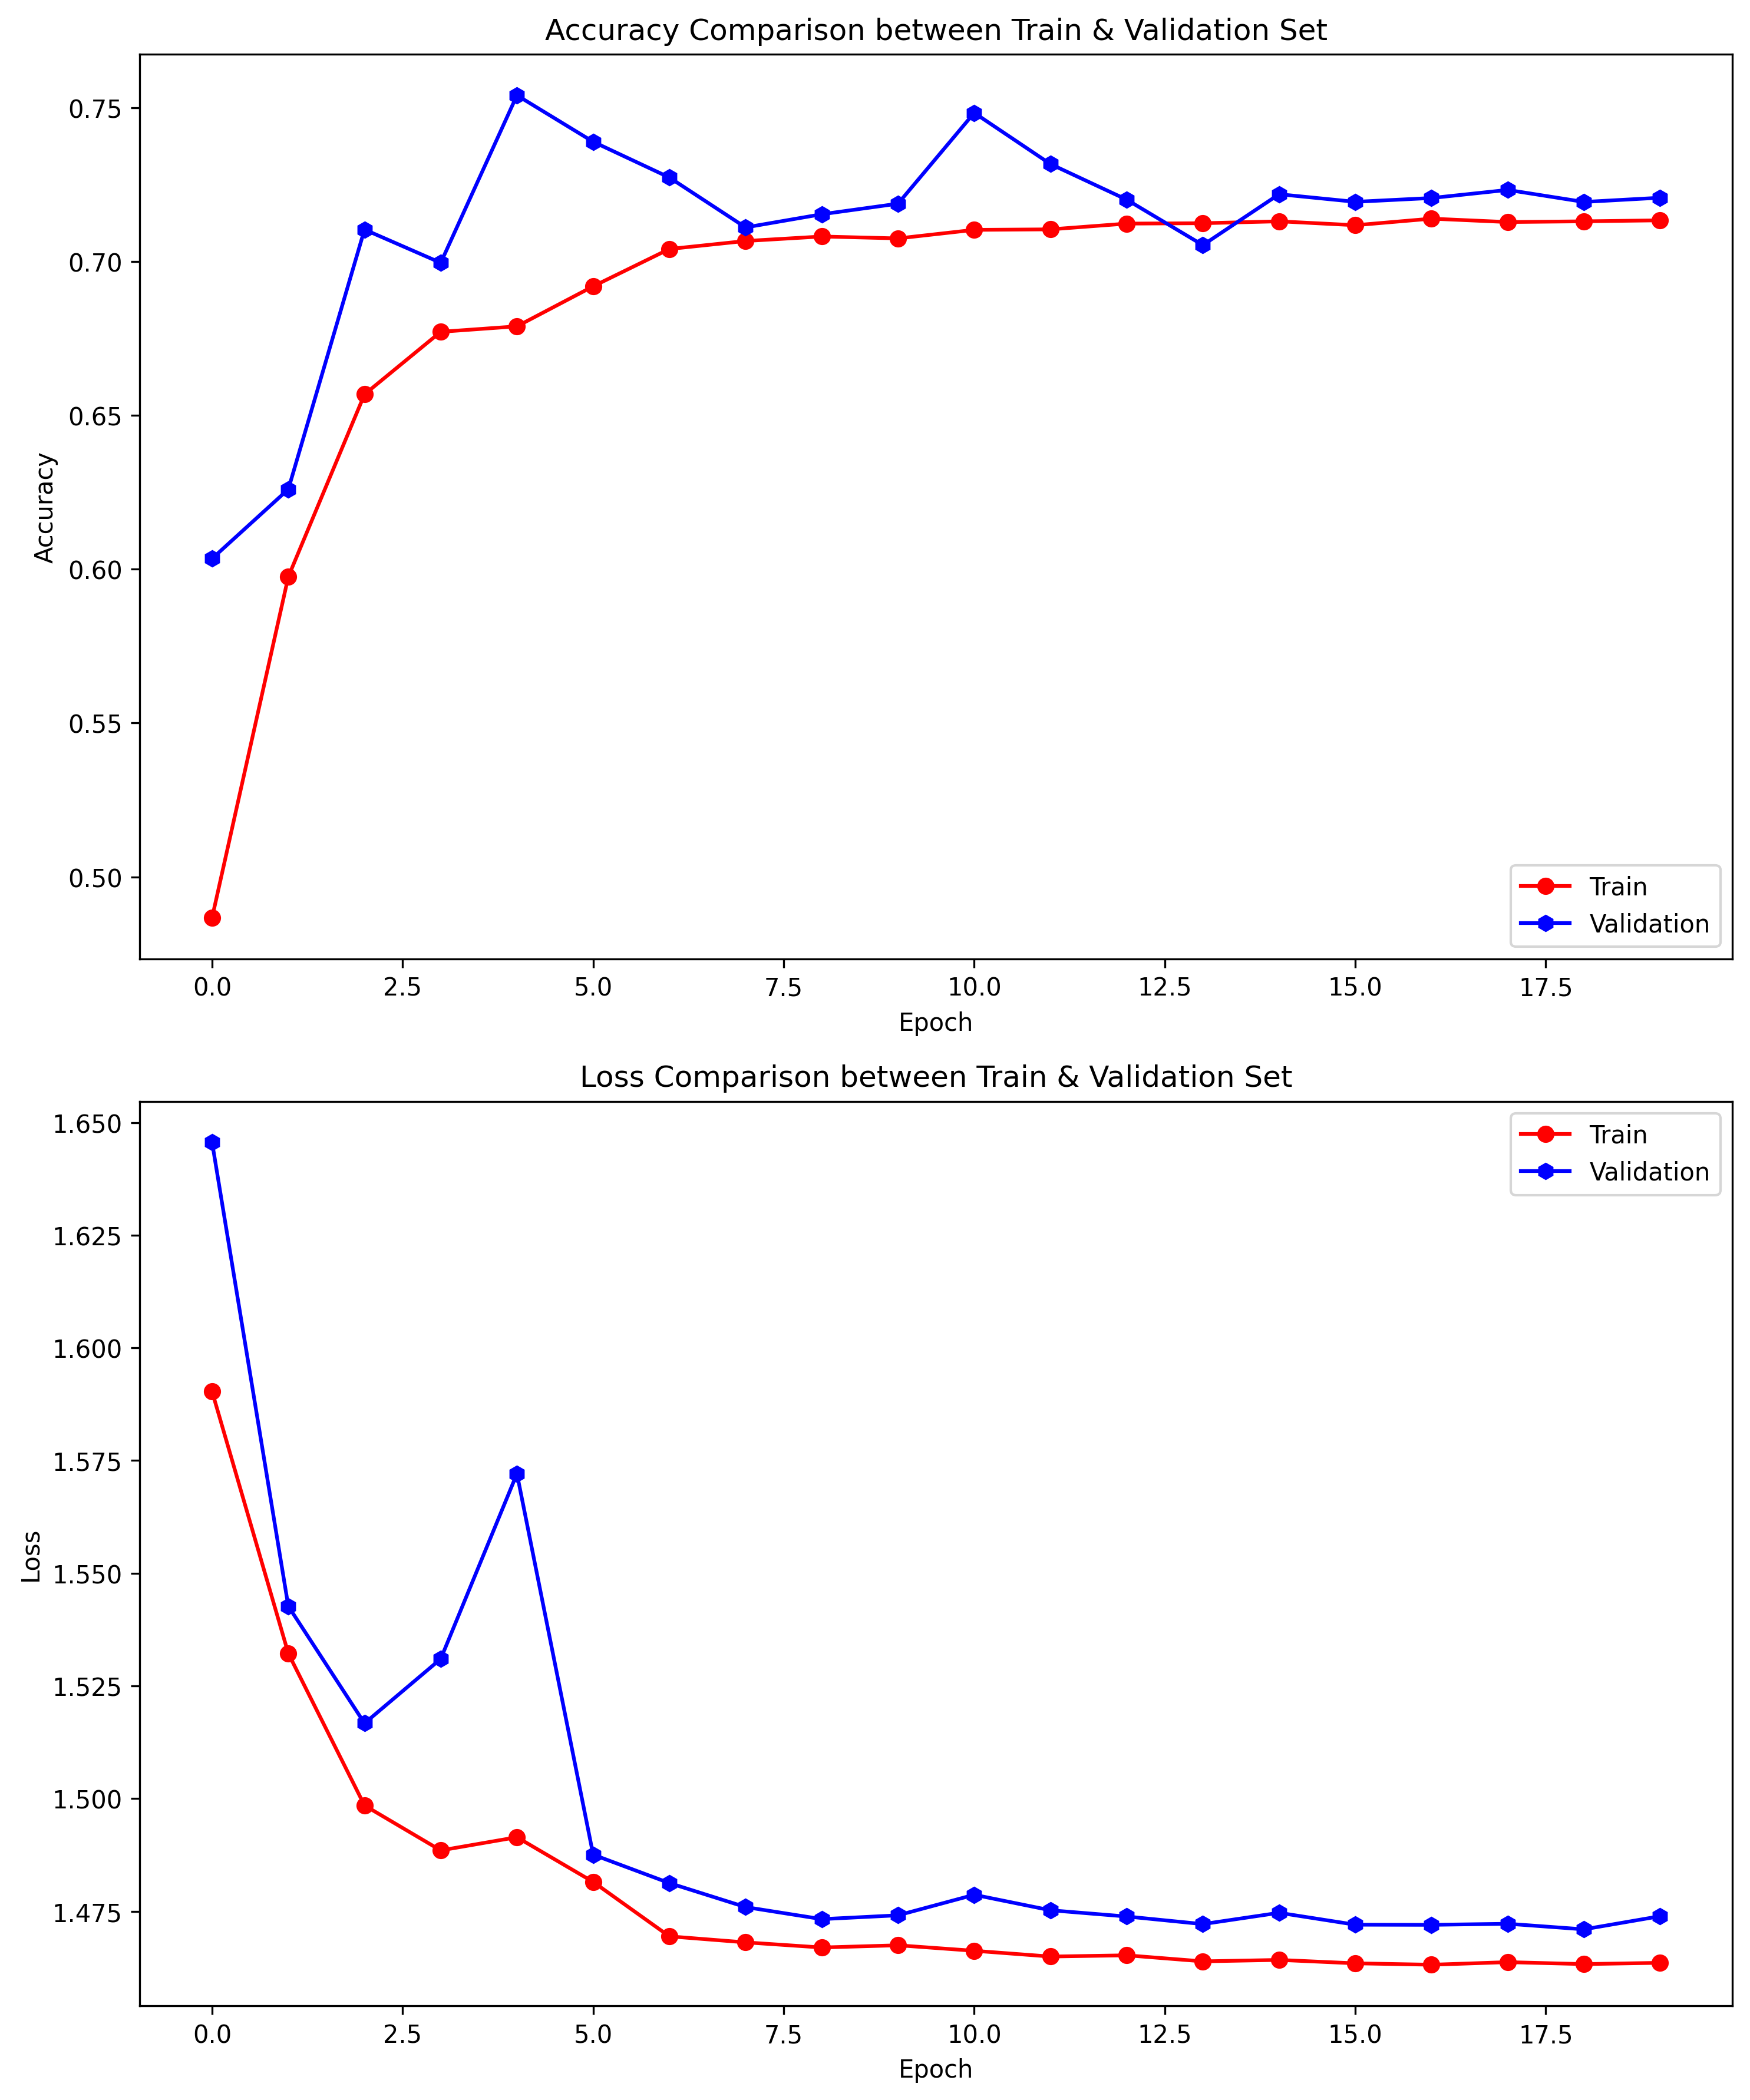 Accuracy Comparison between Train & Validation Set
0.75
0.70
0.65
0.60
0.55
0.50
Accuracy
Train
Validation
0.0 2.5 5.0 7.5 10.0 12.5 15.0 17.5
Epoch
Loss Comparison between Train & Validation Set
1.650
1.625
1.600
1.575
1.550
1.525
1.500
1.475
Loss
Train
Validation
0.0 2.5 5.0 7.5 10.0 12.5 15.0 17.5
Epoch